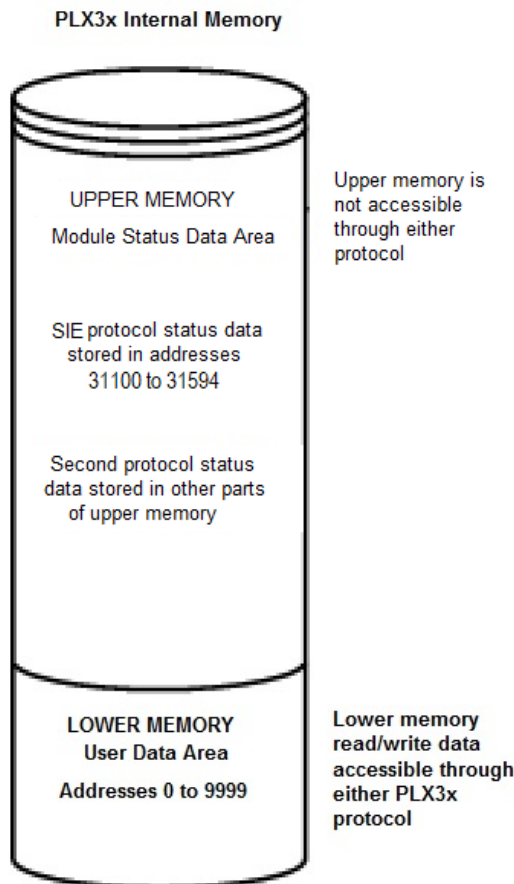 PLX3x Internal Memory
UPPER MEMORY
Module Status Data Area
Upper memory is
not accessible
through either
protocol
SIE protocol status data
stored in addresses
31100 to 31594
Second protocol status
data stored in other parts
of upper memory
LOWER MEMORY
User Data Area
Addresses 0 to 9999
Lower memory
read/write data
accessible through
either PLX3x
protocol